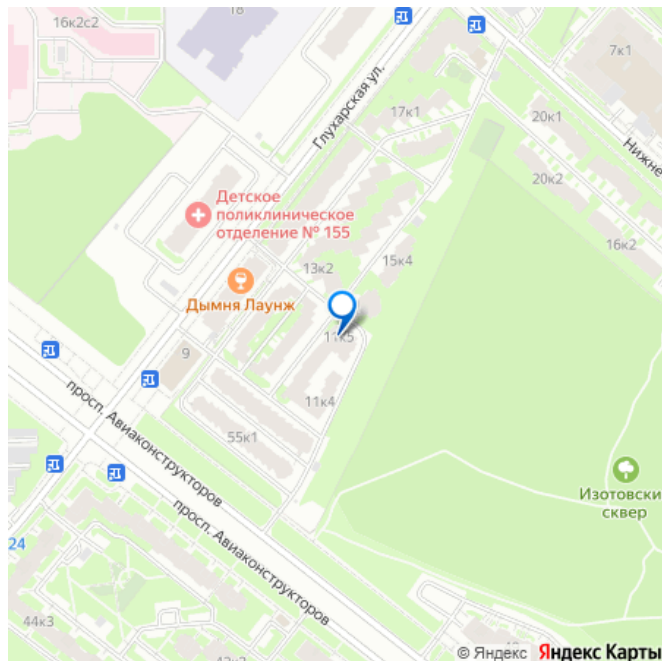 16к2с2
18
7к1
Глухарская ул.
17к1
20к1
Нижне
20к2
Детское
поликлиническое
отделение № 155
16к2
15к4
13к2
Дымня Лаунж
11к5
9
просп. Авиаконструкторов
11к4
55к1
Изотовски
сквер
просп. Авиаконструкторов
24
44к3
© Яндекс Яндекс Карты